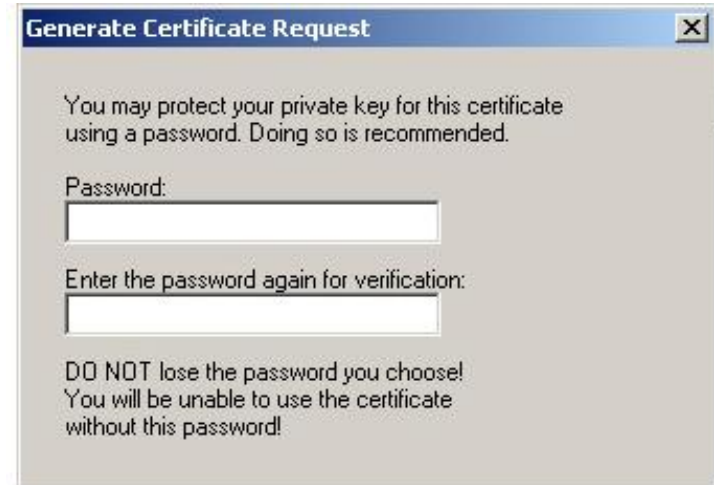 Generate Certificate Request
You may protect your private key for this certificate
using a password. Doing so is recommended.
Password:
Enter the password again for verification:
DO NOT lose the password you choose!
You will be unable to use the certificate
without this password!